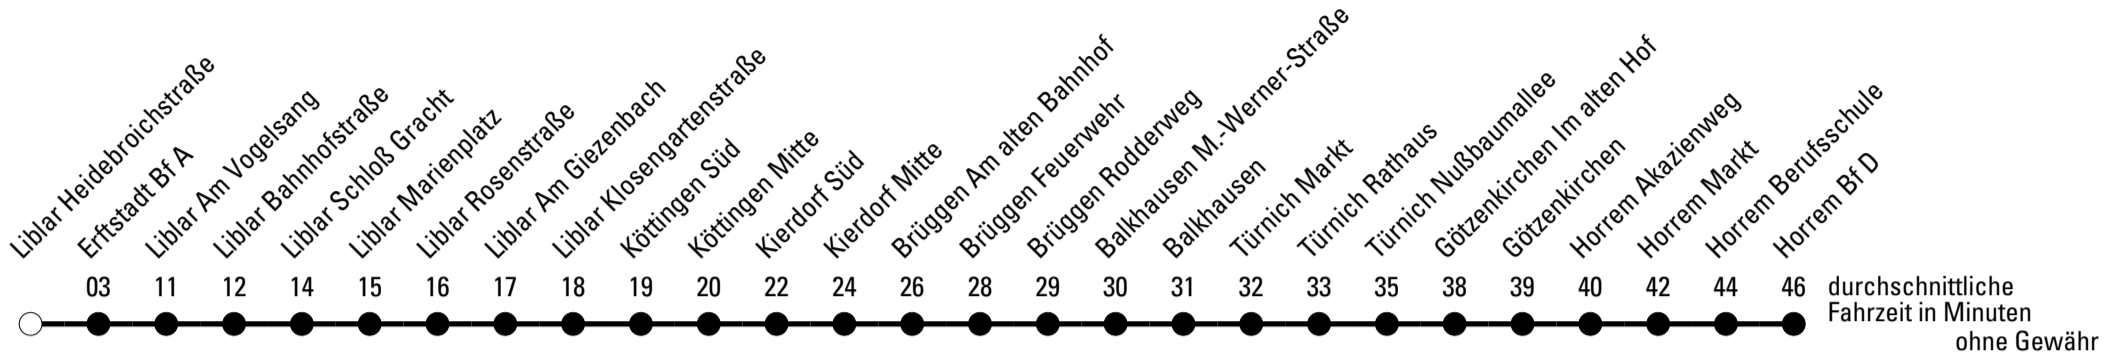 Liblar Heidebroichstraße
Erftstadt Bf A
Liblar Am Vogelsang
Liblar Bahnhofstraße
Liblar Schloß Gracht
Liblar Marienplatz
Liblar Rosenstraße
Liblar Am Giezenbach
Liblar Klosengartenstraße
Köttingen Süd
Köttingen Mitte
Kierdorf Süd
Kierdorf Mitte
Brüggen Am alten Bahnhof
Brüggen Feuerwehr
Brüggen Rodderweg
Balkhausen M.-Werner-Straße
Balkhausen
Türnich Markt
Türnich Rathaus
Türnich Nußbaumallee
Götzenkirchen Im alten Hof
Götzenkirchen
Horrem Akazienweg
Horrem Markt
Horrem Berufsschule
Horrem Bf D
03 11 12 14 15 16 17 18 19 20 22 24 26 28 29 30 31 32 33 35 38 39 40 42 44 46
durchschnittliche
Fahrzeit in Minuten
ohne Gewähr